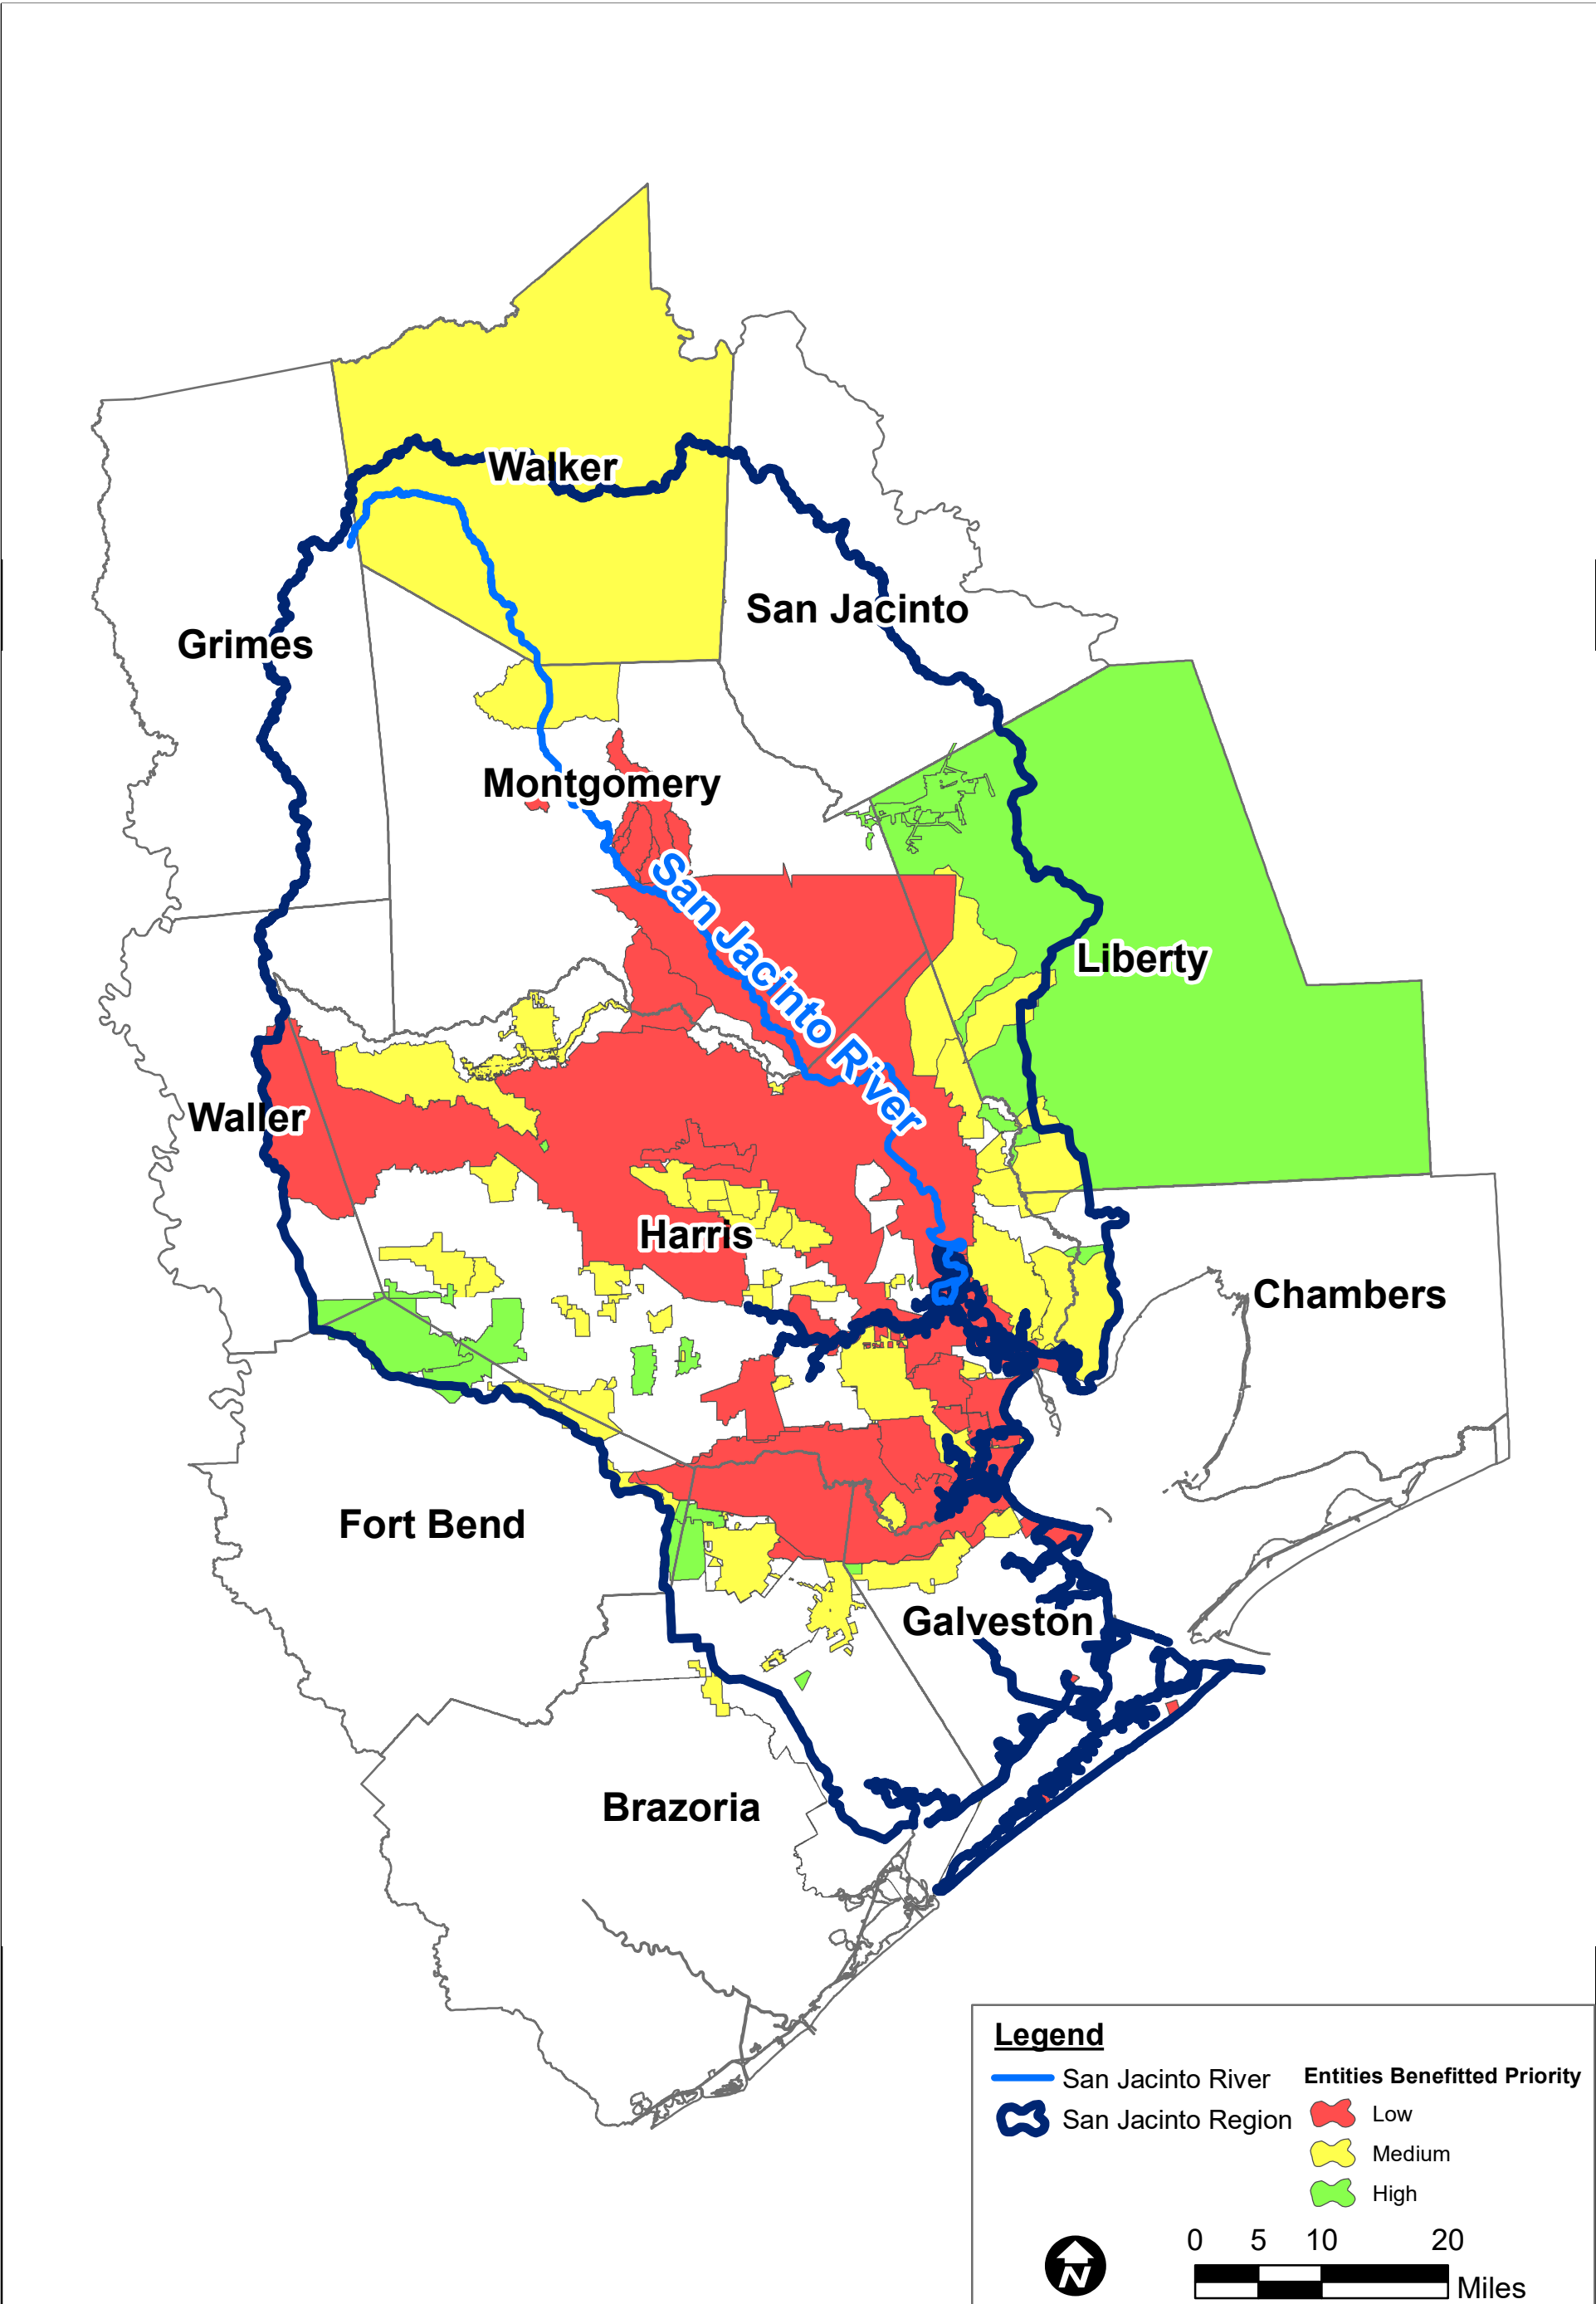 Walker
San Jacinto
Grimes
Montgomery
San Jacinto River
Liberty
Waller
Harris
Chambers
Fort Bend
Galveston
Brazoria
Legend
San Jacinto River
San Jacinto Region
Entities Benefitted Priority
Low
Medium
High
N
0 5 10 20
Miles